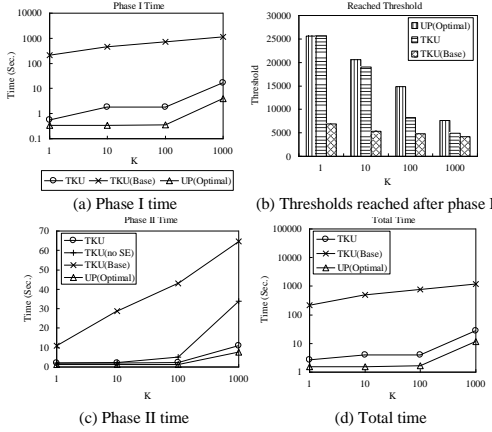 Phase I Time
10000
1000
100
10
1
0.1
Time (Sec.)
1 10 100 1000
K
TKU TKU(Base) UP(Optimal)
(a) Phase I time
Reached Threshold
30000
25000
20000
15000
10000
5000
0
Threshold
UP(Optimal)
TKU
TKU(Base)
1 10 100 1000
K
(b) Thresholds reached after phase I
Phase II Time
70
60
50
40
30
20
10
0
Time (Sec.)
TKU
TKU(no SE)
TKU(Base)
UP(Optimal)
1 10 100 1000
K
(c) Phase II time
Total Time
100000
10000
1000
100
10
1
Time (Sec.)
TKU
TKU(Base)
UP(Optimal)
1 10 100 1000
K
(d) Total time